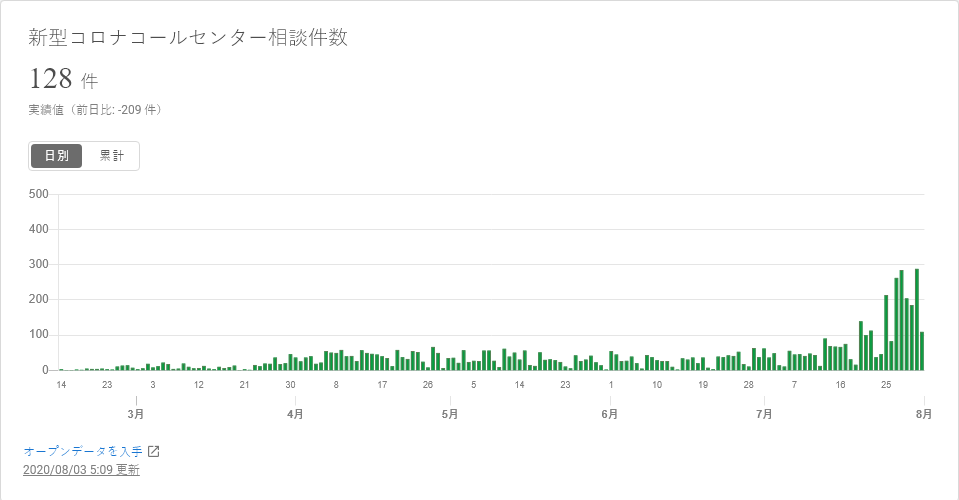 新型コロナコールセンター相談件数
128 件
実績値（前日比: -209 件）
日別 累計
500
400
300
200
100
0
14 23 3 12 21 30 8 17 26 5 14 23 1 10 19 28 7 16 25
3月 4月 5月 6月 7月 8月
オープンデータを入手
2020/08/03 5:09 更新